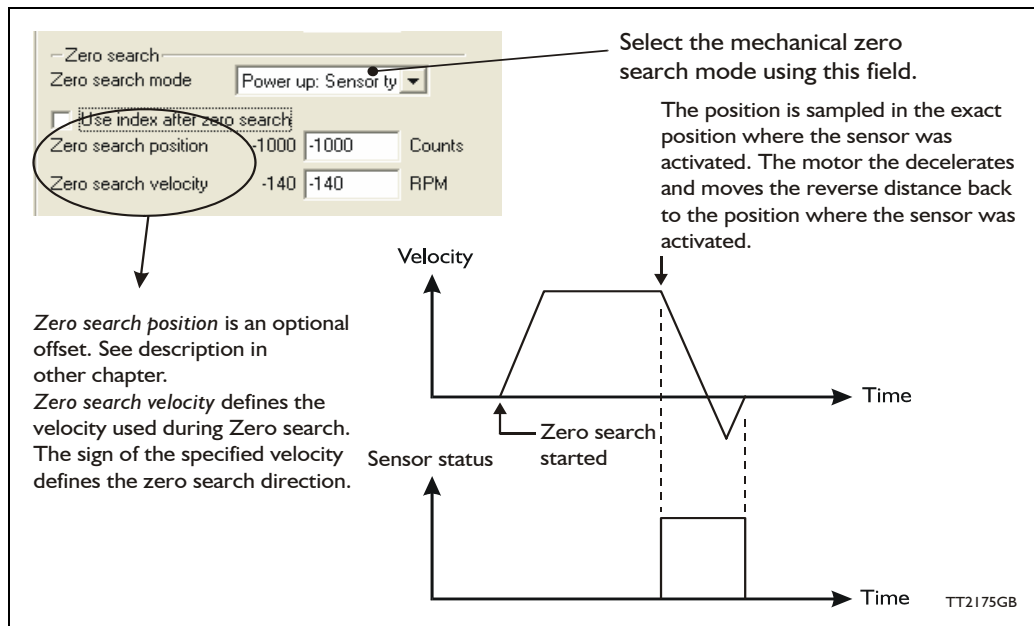 Zero search
Zero search mode Power up: Sensor ty
Use index after zero search
Zero search position -1000 -1000 Counts
Zero search velocity -140 -140 RPM
Select the mechanical zero
search mode using this field.
The position is sampled in the exact
position where the sensor was
activated. The motor the decelerates
and moves the reverse distance back
to the position where the sensor was
activated.
Zero search position is an optional
offset. See description in
other chapter.
Zero search velocity defines the
velocity used during Zero search.
The sign of the specified velocity
defines the zero search direction.
Velocity
Time
Zero search
started
Sensor status
Time
TT2175GB